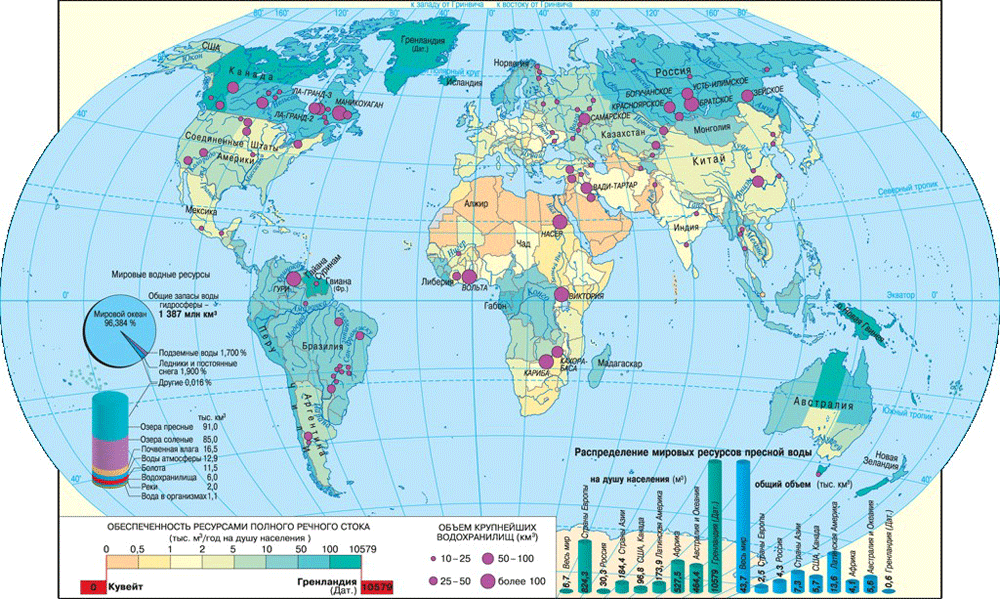 к западу от Гринвича к востоку от Гринвича
80° 120° 160°
80° 120° 160°
США
Юкон
Канада
Гренландия
(Дат.)
Исландия
полярный круг
Норвегия
Россия
ЛА-ГРАНД-3
ЛА-ГРАНД-2
МАНИКОУАГАН
БОГУЧАНСКОЕ
УСТЬ-ИЛИМСКОЕ
КРАСНОЯРСКОЕ
БРАТСКОЕ
ЗЕЙСКОЕ
САМАРСКОЕ
Казахстан
Монголия
40°
40°
Соединенные Штаты
Америки
Китай
ВАДИ-ТАРТАР
Северный тропик
Мексика
Алжир
НАСЕР
Чад
Индия
Нигер
Либерия
ВОЛЬТА
Гайана
Суринам
Гвиана
(Фр.)
ГУРИ
Габон
Конго
ВИКТОРИЯ
0°
Экватор 0°
Новая Гвинея
Перу
Бразилия
КАХОРА-
БАСА
КАРИБА
Мадагаскар
Чили
Аргентина
Австралия
Южный тропик
Новая
Зеландия
40°
40°
Мировые водные ресурсы
Общие запасы воды
гидросферы –
1 387 млн км³
Мировой океан
96,384 %
Подземные воды 1,700 %
Ледники и постоянные
снега 1,900 %
Другие 0,016 %
тыс. км³
Озера пресные 91,0
Озера соленые 85,0
Почвенная влага 16,5
Воды атмосферы 12,9
Болота 11,5
Водохранилища 6,0
Реки 2,0
Вода в организмах 1,1
ОБЕСПЕЧЕННОСТЬ РЕСУРСАМИ ПОЛНОГО РЕЧНОГО СТОКА
(тыс. м³/год на душу населения)
0 0,5 1 2 5 10 100 10579
0 Кувейт
Гренландия
(Дат.) 10579
ОБЪЕМ КРУПНЕЙШИХ
ВОДОХРАНИЛИЩ (КМ³)
10–25 50–100
25–50 более 100
Распределение мировых ресурсов пресной воды
на душу населения (м³)
6,7 Весь мир
224,3 Страны Европы
30,3 Россия
184,4 Страны Азии
96,8 США, Канада
173,9 Латинская Америка
527,5 Африка
464,4 Австралия и Океания
10579 Гренландия (Дат.)
общий объем (тыс. км³)
43,7 Весь мир
2,5 Страны Европы
4,3 Россия
7,3 Страны Азии
5,7 США, Канада
13,6 Латинская Америка
4,1 Африка
5,6 Австралия и Океания
0,6 Гренландия (Дат.)